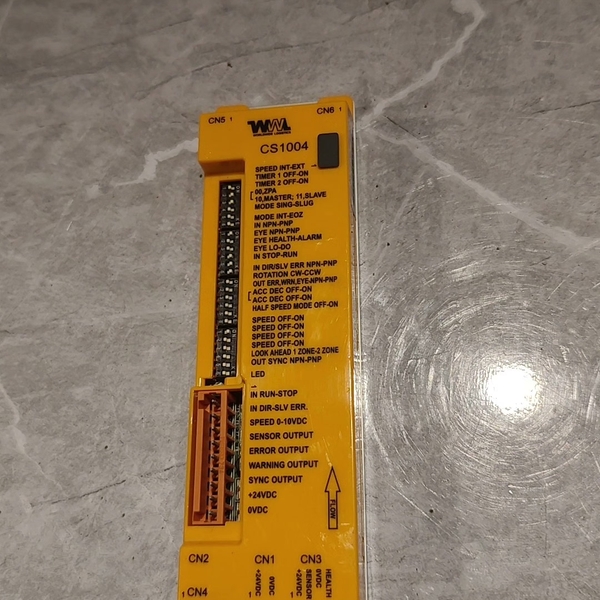 CN5 1
CN6 1
WWL
CS1004
SPEED INT-EXT
TIMER 1 OFF-ON
TIMER 2 OFF-ON
00,ZPA
10,MASTER; 11,SLAVE
MODE SING-SLUG
MODE INT-EOZ
IN NPN-PNP
EYE NPN-PNP
EYE HEALTH-ALARM
EYE LO-DO
IN STOP-RUN
IN DIR/SLV ERR NPN-PNP
ROTATION CW-CCW
OUT ERR,WRN,EYE-NPN-PNP
ACC DEC OFF-ON
ACC DEC OFF-ON
HALF SPEED MODE OFF-ON
SPEED OFF-ON
SPEED OFF-ON
SPEED OFF-ON
SPEED OFF-ON
LOOK AHEAD 1 ZONE-2 ZONE
OUT SYNC NPN-PNP
LED
IN RUN-STOP
IN DIR-SLV ERR.
SPEED 0-10VDC
SENSOR OUTPUT
ERROR OUTPUT
WARNING OUTPUT
SYNC OUTPUT
+24VDC
0VDC
FLOW
CN2
CN1
CN3
1 CN4
1
+24VDC
0VDC
1
+24VDC
SENSOR
0VDC
HEALTH